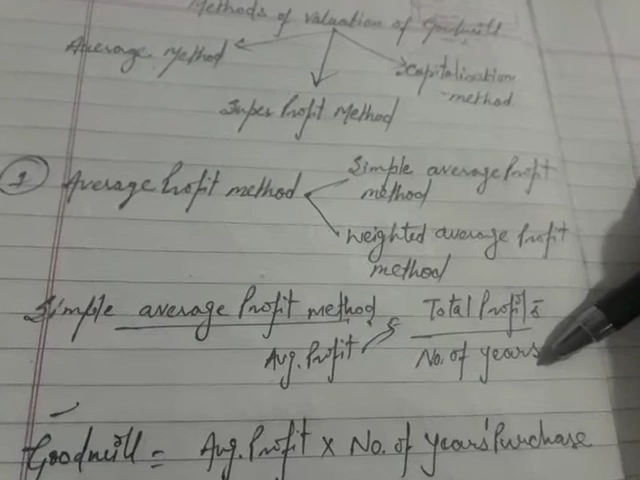 Methods of valuation of Goodwill
Average Method
Capitalisation
method
Super Profit Method
1 Average Profit method
Simple average Profit
method
Weighted average Profit
method
Simple average Profit method
Avg. Profit
Total Profits
No. of years
Goodwill = Avg. Profit x No. of years' Purchase